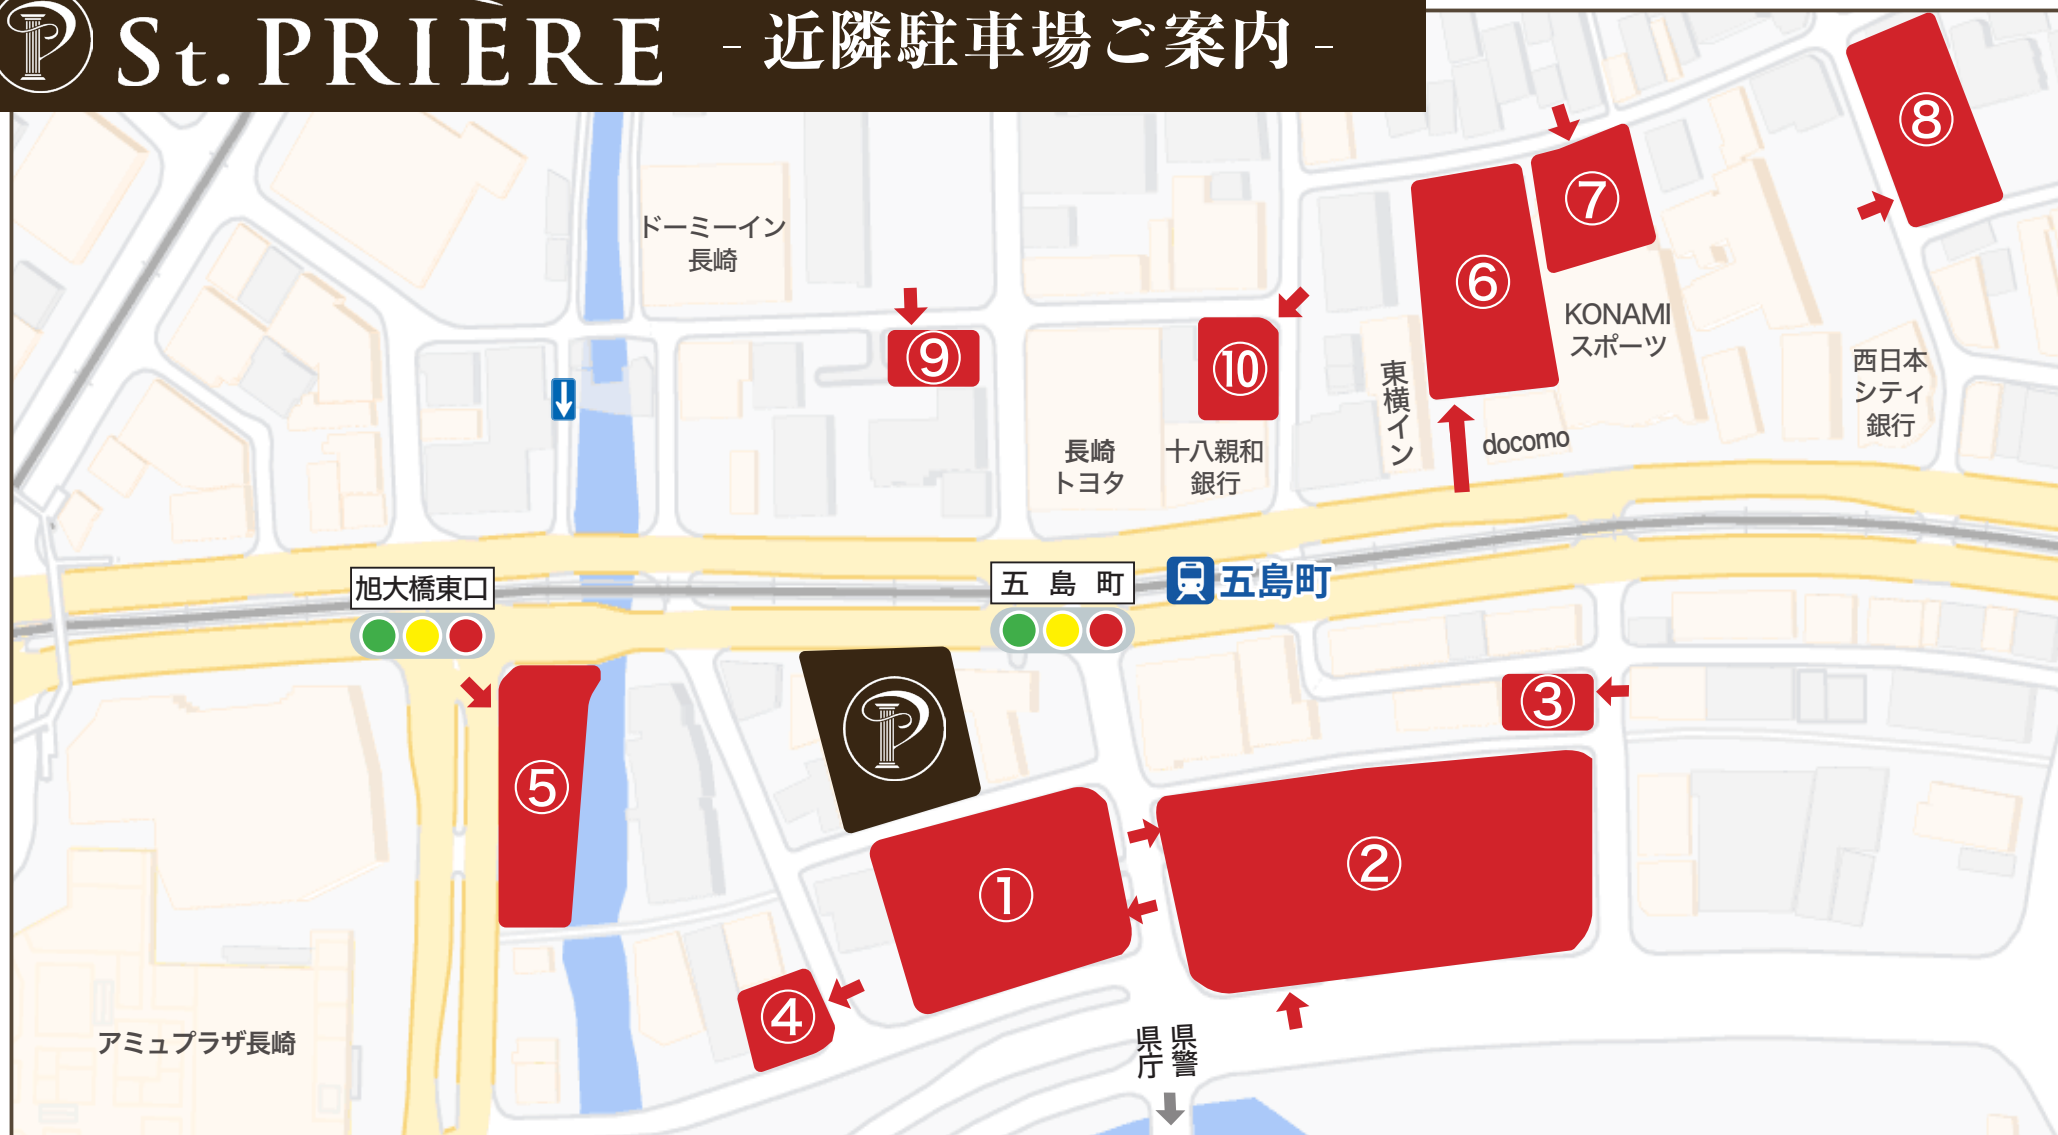 St. PRIÈRE - 近隣駐車場ご案内 -
⑧
⑦
⑥
ドーミーイン
長崎
KONAMI
スポーツ
⑨
⑩
東横イン
西日本
シティ
銀行
docomo
長崎
トヨタ
十八親和
銀行
旭大橋東口
五島町
五島町
③
P
⑤
②
①
④
アミュプラザ長崎
県警
県庁